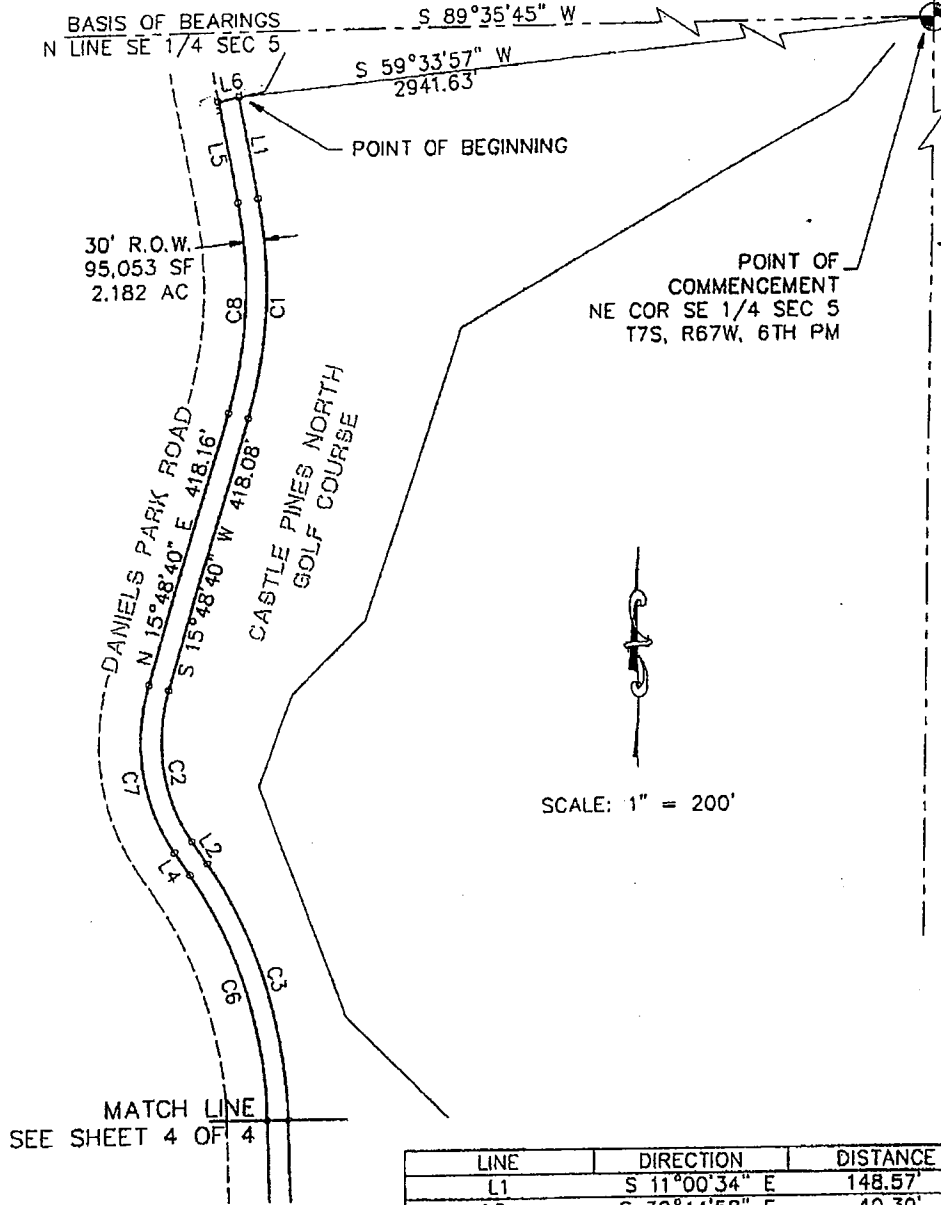 BASIS OF BEARINGS
N LINE SE 1/4 SEC 5
S 89°35'45" W
S 59°33'57" W
2941.63'
L6
L1
L5
POINT OF BEGINNING
30' R.O.W.
95,053 SF
2.182 AC
C8
C1
POINT OF
COMMENCEMENT
NE COR SE 1/4 SEC 5
T7S, R67W, 6TH PM
DANIELS PARK ROAD
N 15°48'40" E 418.16'
S 15°48'40" W 418.08'
CASTLE PINES NORTH
GOLF COURSE
C7
C2
L2
L4
SCALE: 1" = 200'
C3
C6
MATCH LINE
SEE SHEET 4 OF 4
LINE DIRECTION DISTANCE
L1 S 11°00'34" E 148.57'